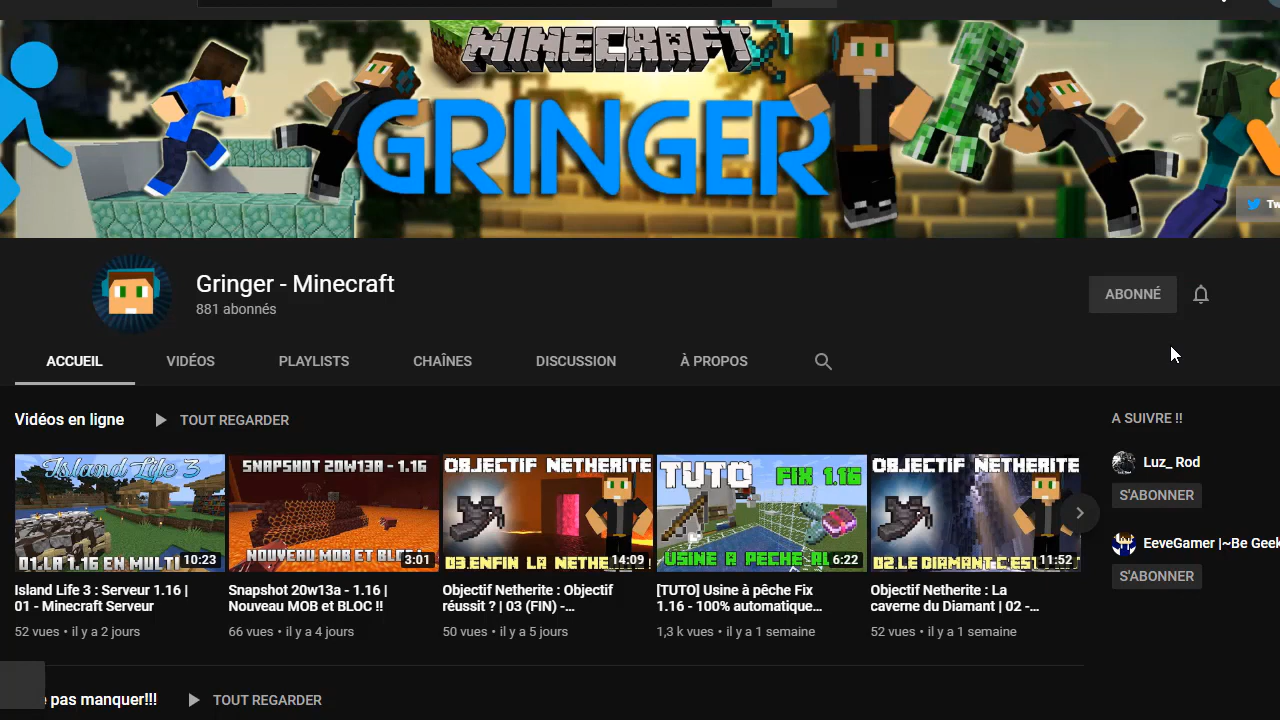 MINECRAFT
GRINGER
Tw
Gringer - Minecraft
881 abonnés
ABONNÉ
ACCUEIL
VIDÉOS
PLAYLISTS
CHAÎNES
DISCUSSION
À PROPOS
Vidéos en ligne
TOUT REGARDER
A SUIVRE !!
Luz_ Rod
S'ABONNER
EeveGamer |~Be Geek
S'ABONNER
Island Life 3
01.LA 1.16 EN MULTI
10:23
Island Life 3 : Serveur 1.16 |
01 - Minecraft Serveur
52 vues • il y a 2 jours
SNAPSHOT 20W13A - 1.16
NOUVEAU MOB ET BLOC
3:01
Snapshot 20w13a - 1.16 |
Nouveau MOB et BLOC !!
66 vues • il y a 4 jours
OBJECTIF NETHERITE
03.ENFIN LA NETHE
14:09
Objectif Netherite : Objectif
réussit ? | 03 (FIN) -...
50 vues • il y a 5 jours
TUTO FIX 1.16
USINE A PECHE
6:22
[TUTO] Usine à pêche Fix
1.16 - 100% automatique...
1,3 k vues • il y a 1 semaine
OBJECTIF NETHERITE
02.LE DIAMANT C'EST
11:52
Objectif Netherite : La
caverne du Diamant | 02 -...
52 vues • il y a 1 semaine
pas manquer!!!
TOUT REGARDER